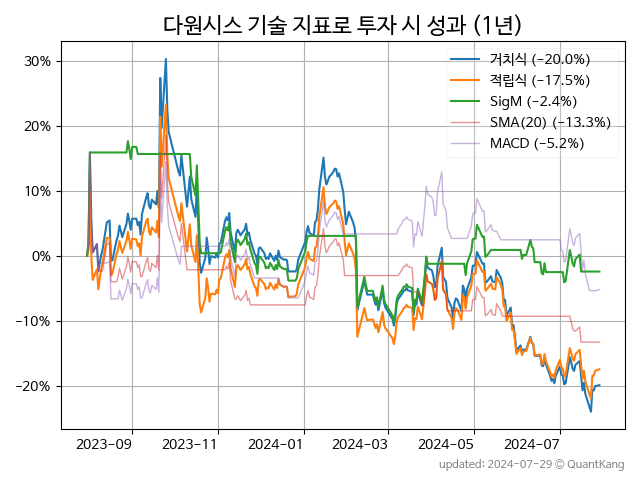 다원시스 기술 지표로 투자 시 성과 (1년)
거치식 (−20.0%)
적립식 (−17.5%)
SigM (−2.4%)
SMA(20) (−13.3%)
MACD (−5.2%)
30%
20%
10%
0%
−10%
−20%
2023-09 2023-11 2024-01 2024-03 2024-05 2024-07
updated: 2024-07-29 © QuantKang